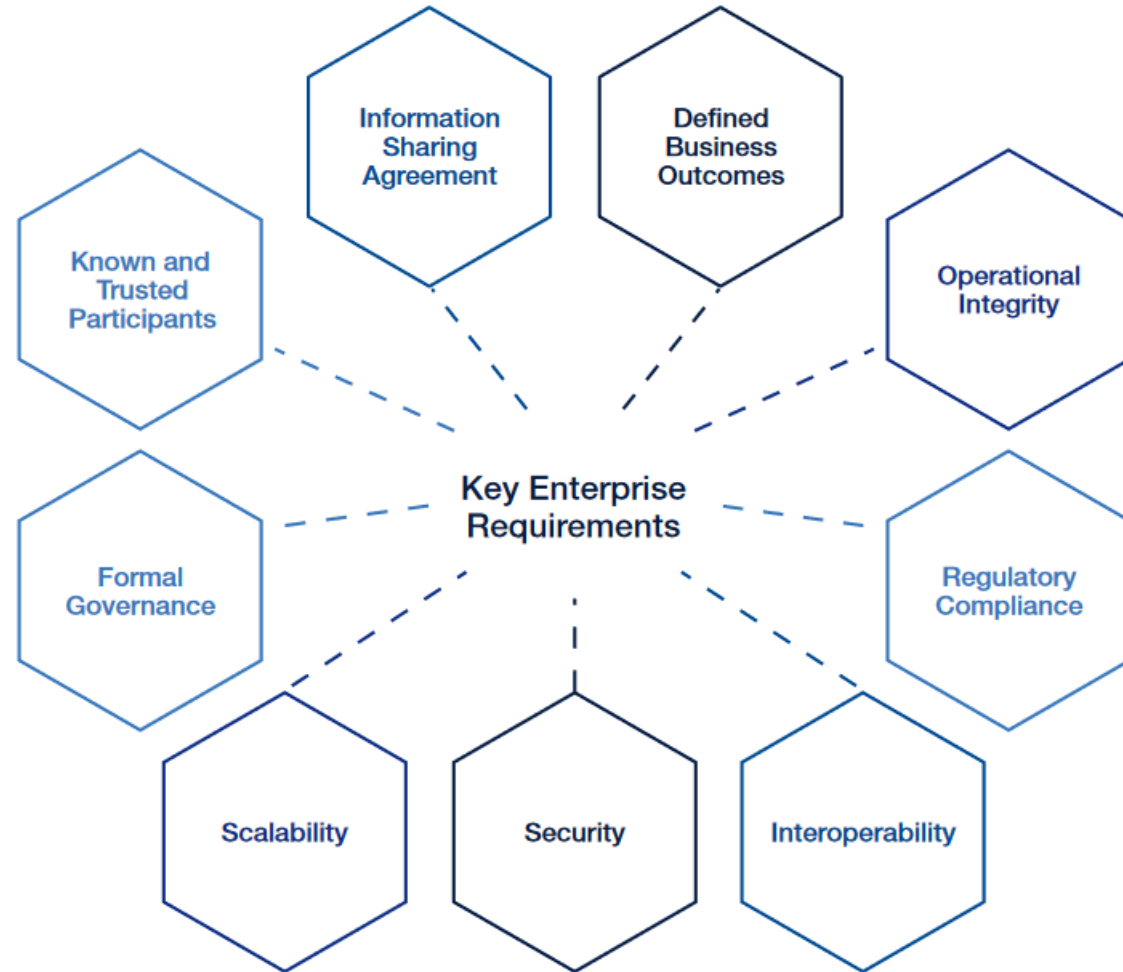 Information
Sharing
Agreement
Defined
Business
Outcomes
Known and
Trusted
Participants
Operational
Integrity
Key Enterprise
Requirements
Formal
Governance
Regulatory
Compliance
Scalability
Security
Interoperability